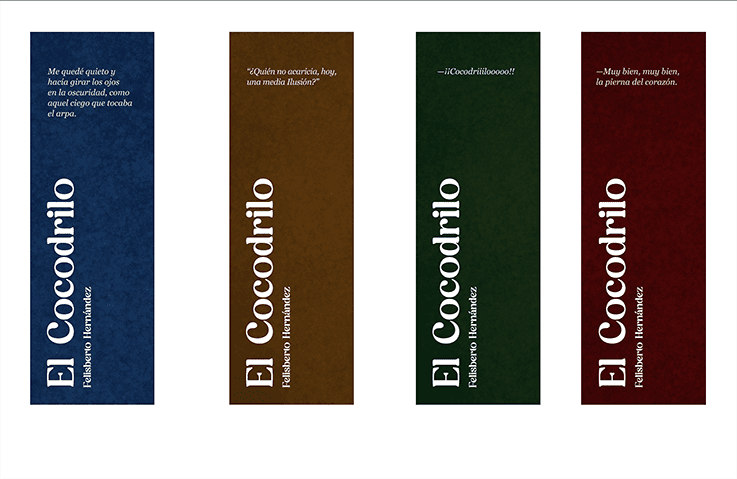 Me quedé quieto y
hacía girar los ojos
en la oscuridad, como
aquel ciego que tocaba
el arpa.
El Cocodrilo
Felisberto Hernández
"¿Quién no acaricia, hoy,
una media Ilusión?"
El Cocodrilo
Felisberto Hernández
—¡¡Cocodriiilooooo!!
El Cocodrilo
Felisberto Hernández
—Muy bien, muy bien,
la pierna del corazón.
El Cocodrilo
Felisberto Hernández